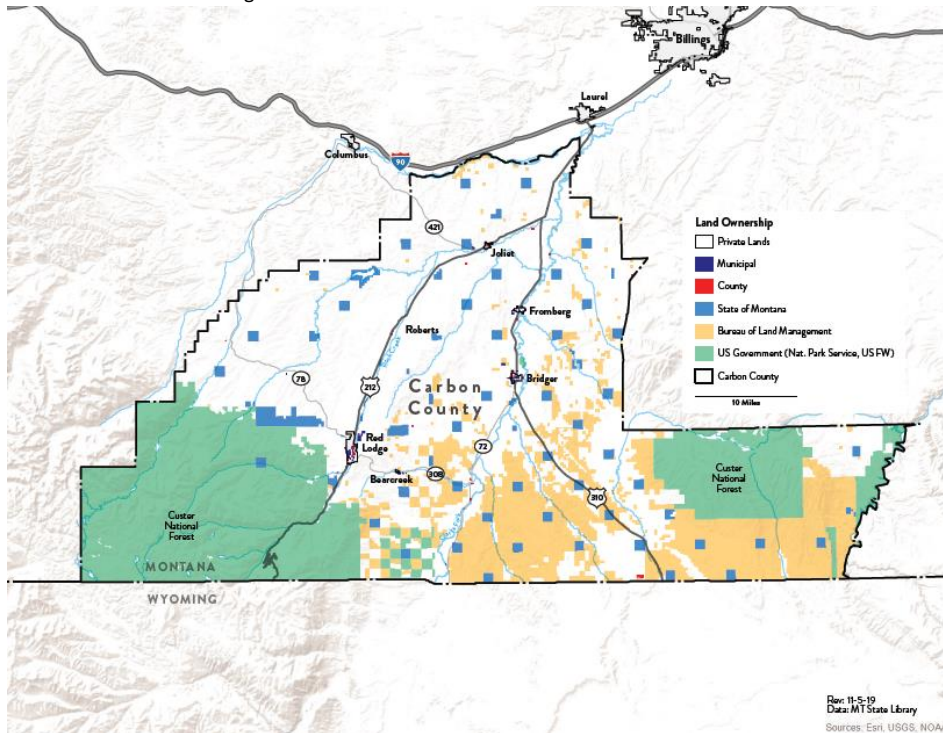 Billings
Laurel
Columbus
90
421
Joliet
Land Ownership
Private Lands
Municipal
County
State of Montana
Bureau of Land Management
US Government (Nat. Park Service, US FW)
Carbon County
10 Miles
Fromberg
Roberts
Bridger
78
212
Carbon
County
Red
Lodge
72
Bearcreek
308
310
Custer
National
Forest
Custer
National
Forest
MONTANA
WYOMING
Rev: 11-5-19
Data: MT State Library
Sources: Esri, USGS, NOAA